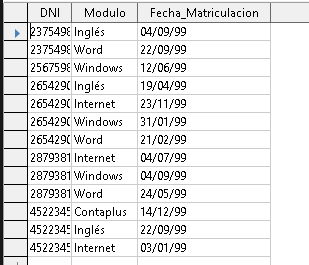 DNI Modulo Fecha_Matriculacion
2375498 Inglés 04/09/99
2375498 Word 22/09/99
2567598 Windows 12/06/99
2654290 Inglés 19/04/99
2654290 Internet 23/11/99
2654290 Windows 31/01/99
2654290 Word 21/02/99
2879381 Internet 04/07/99
2879381 Windows 04/09/99
2879381 Word 24/05/99
4522345 Contaplus 14/12/99
4522345 Inglés 22/09/99
4522345 Internet 03/01/99